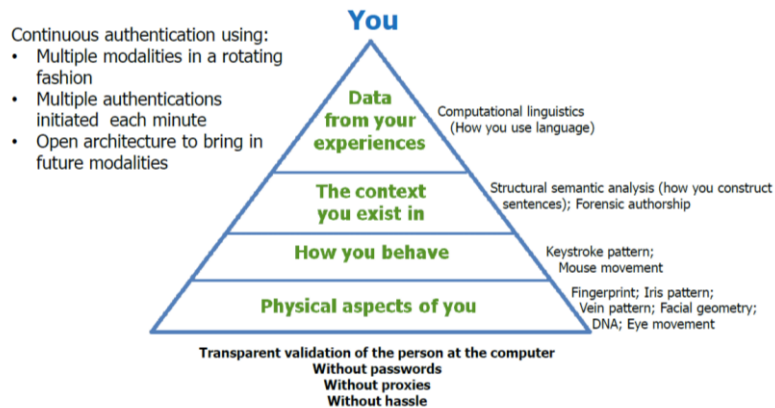 You
Continuous authentication using:
• Multiple modalities in a rotating
fashion
• Multiple authentications
initiated each minute
• Open architecture to bring in
future modalities
Data
from your
experiences
Computational linguistics
(How you use language)
The context
you exist in
Structural semantic analysis (how you construct
sentences); Forensic authorship
How you behave
Keystroke pattern;
Mouse movement
Physical aspects of you
Fingerprint; Iris pattern;
Vein pattern; Facial geometry;
DNA; Eye movement
Transparent validation of the person at the computer
Without passwords
Without proxies
Without hassle